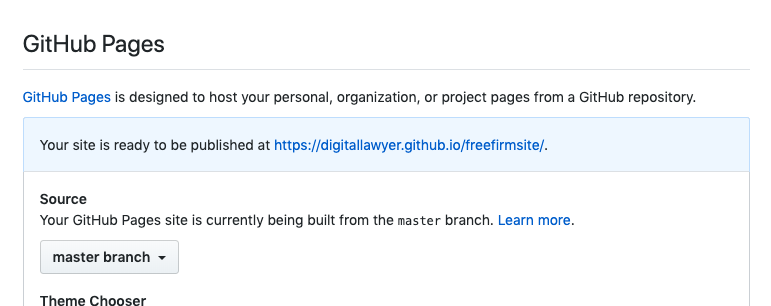 GitHub Pages
GitHub Pages is designed to host your personal, organization, or project pages from a GitHub repository.
Your site is ready to be published at https://digitallawyer.github.io/freefirmsite/.
Source
Your GitHub Pages site is currently being built from the master branch. Learn more.
master branch
Theme Chooser